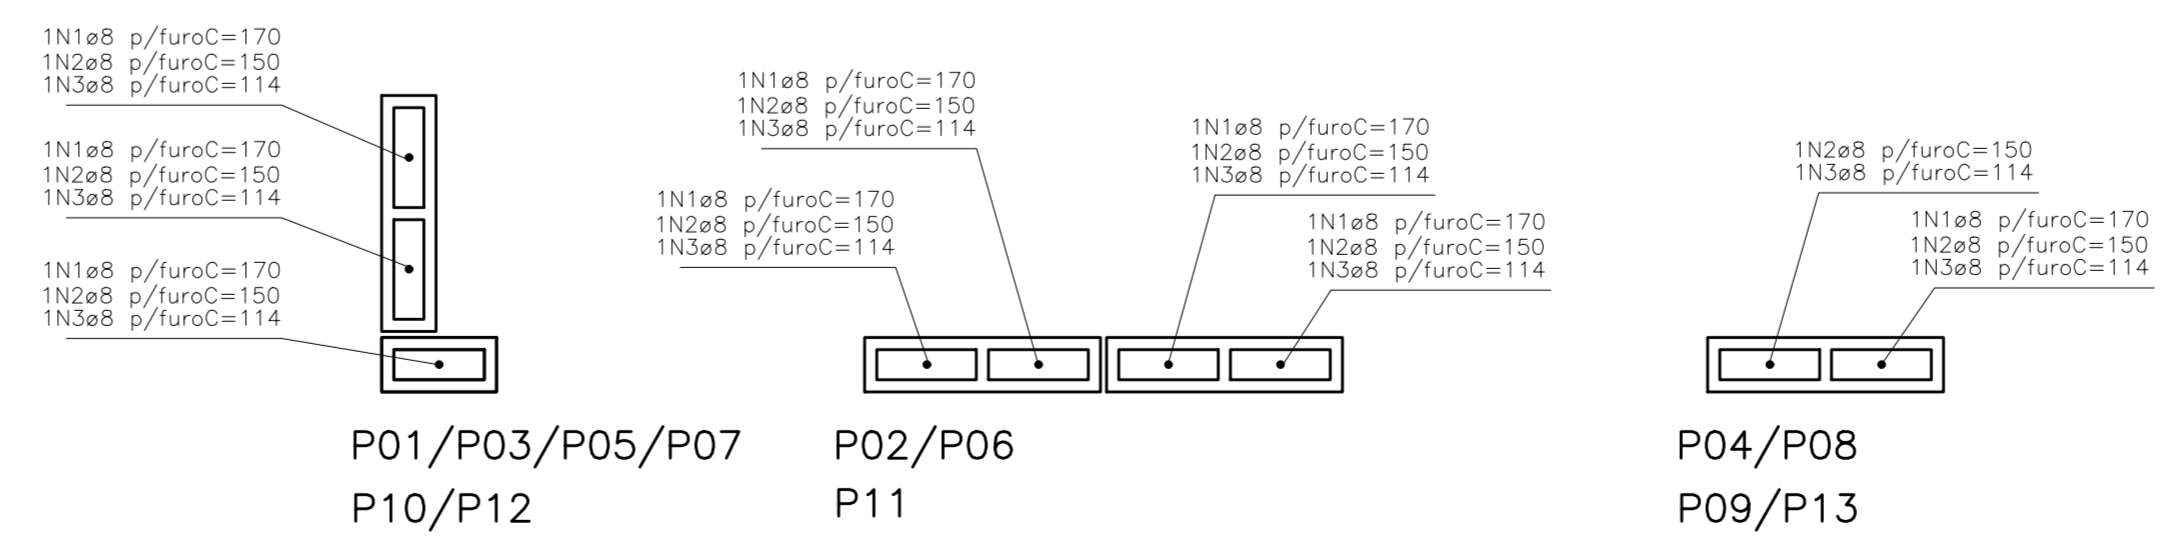 1N1ø8 p/furoC=170
1N2ø8 p/furoC=150
1N3ø8 p/furoC=114
1N1ø8 p/furoC=170
1N2ø8 p/furoC=150
1N3ø8 p/furoC=114
1N1ø8 p/furoC=170
1N2ø8 p/furoC=150
1N3ø8 p/furoC=114
P01/P03/P05/P07
P10/P12
1N1ø8 p/furoC=170
1N2ø8 p/furoC=150
1N3ø8 p/furoC=114
1N1ø8 p/furoC=170
1N2ø8 p/furoC=150
1N3ø8 p/furoC=114
1N1ø8 p/furoC=170
1N2ø8 p/furoC=150
1N3ø8 p/furoC=114
1N1ø8 p/furoC=170
1N2ø8 p/furoC=150
1N3ø8 p/furoC=114
P02/P06
P11
1N2ø8 p/furoC=150
1N3ø8 p/furoC=114
1N1ø8 p/furoC=170
1N2ø8 p/furoC=150
1N3ø8 p/furoC=114
P04/P08
P09/P13